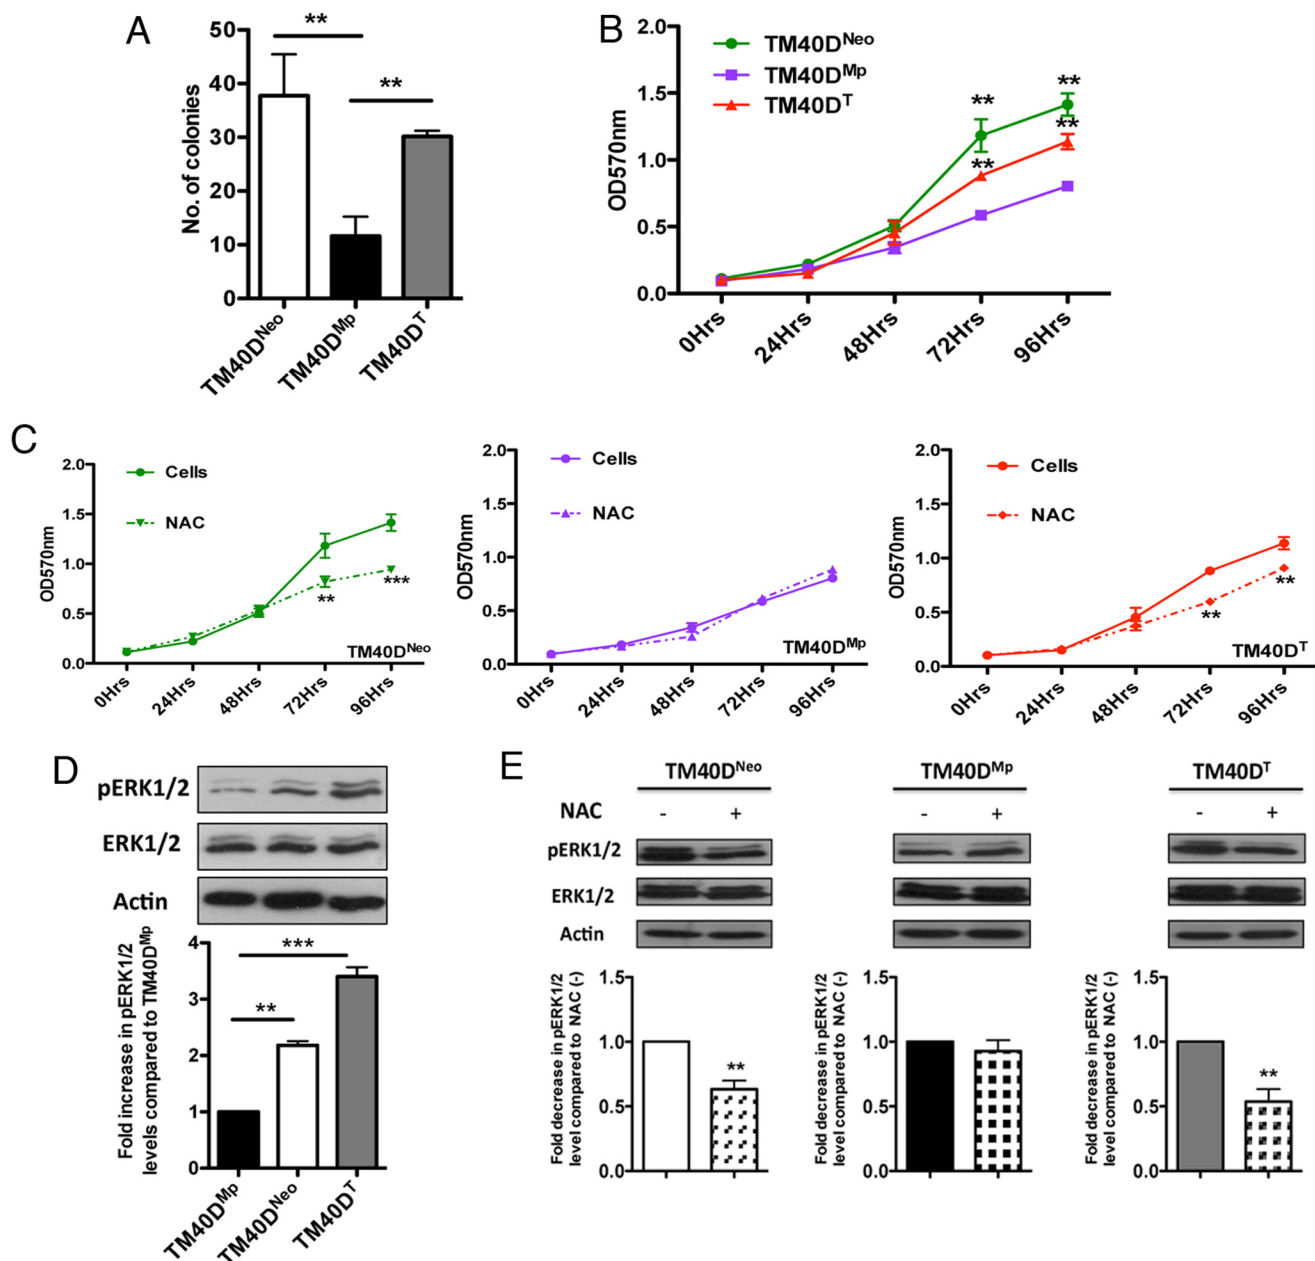 A
**
**
No. of colonies
50
40
30
20
10
0
TM40D^Neo
TM40D^Mp
TM40D^T
B
TM40D^Neo
TM40D^Mp
TM40D^T
OD570nm
2.0
1.5
1.0
0.5
0.0
**
**
**
**
0Hrs
24Hrs
48Hrs
72Hrs
96Hrs
C
Cells
NAC
OD570nm
2.0
1.5
1.0
0.5
0.0
**
***
TM40D^Neo
0Hrs
24Hrs
48Hrs
72Hrs
96Hrs
Cells
NAC
OD570nm
2.0
1.5
1.0
0.5
0.0
TM40D^Mp
0Hrs
24Hrs
48Hrs
72Hrs
96Hrs
Cells
NAC
OD570nm
2.0
1.5
1.0
0.5
0.0
**
**
TM40D^T
0Hrs
24Hrs
48Hrs
72Hrs
96Hrs
D
pERK1/2
ERK1/2
Actin
Fold increase in pERK1/2
levels compared to TM40D^Mp
4
3
2
1
0
***
**
TM40D^Mp
TM40D^Neo
TM40D^T
E
TM40D^Neo
TM40D^Mp
TM40D^T
NAC
- +
- +
- +
pERK1/2
ERK1/2
Actin
Fold decrease in pERK1/2
level compared to NAC (-)
1.5
1.0
0.5
0.0
**
Fold decrease in pERK1/2
level compared to NAC (-)
1.5
1.0
0.5
0.0
Fold decrease in pERK1/2
level compared to NAC (-)
1.5
1.0
0.5
0.0
**